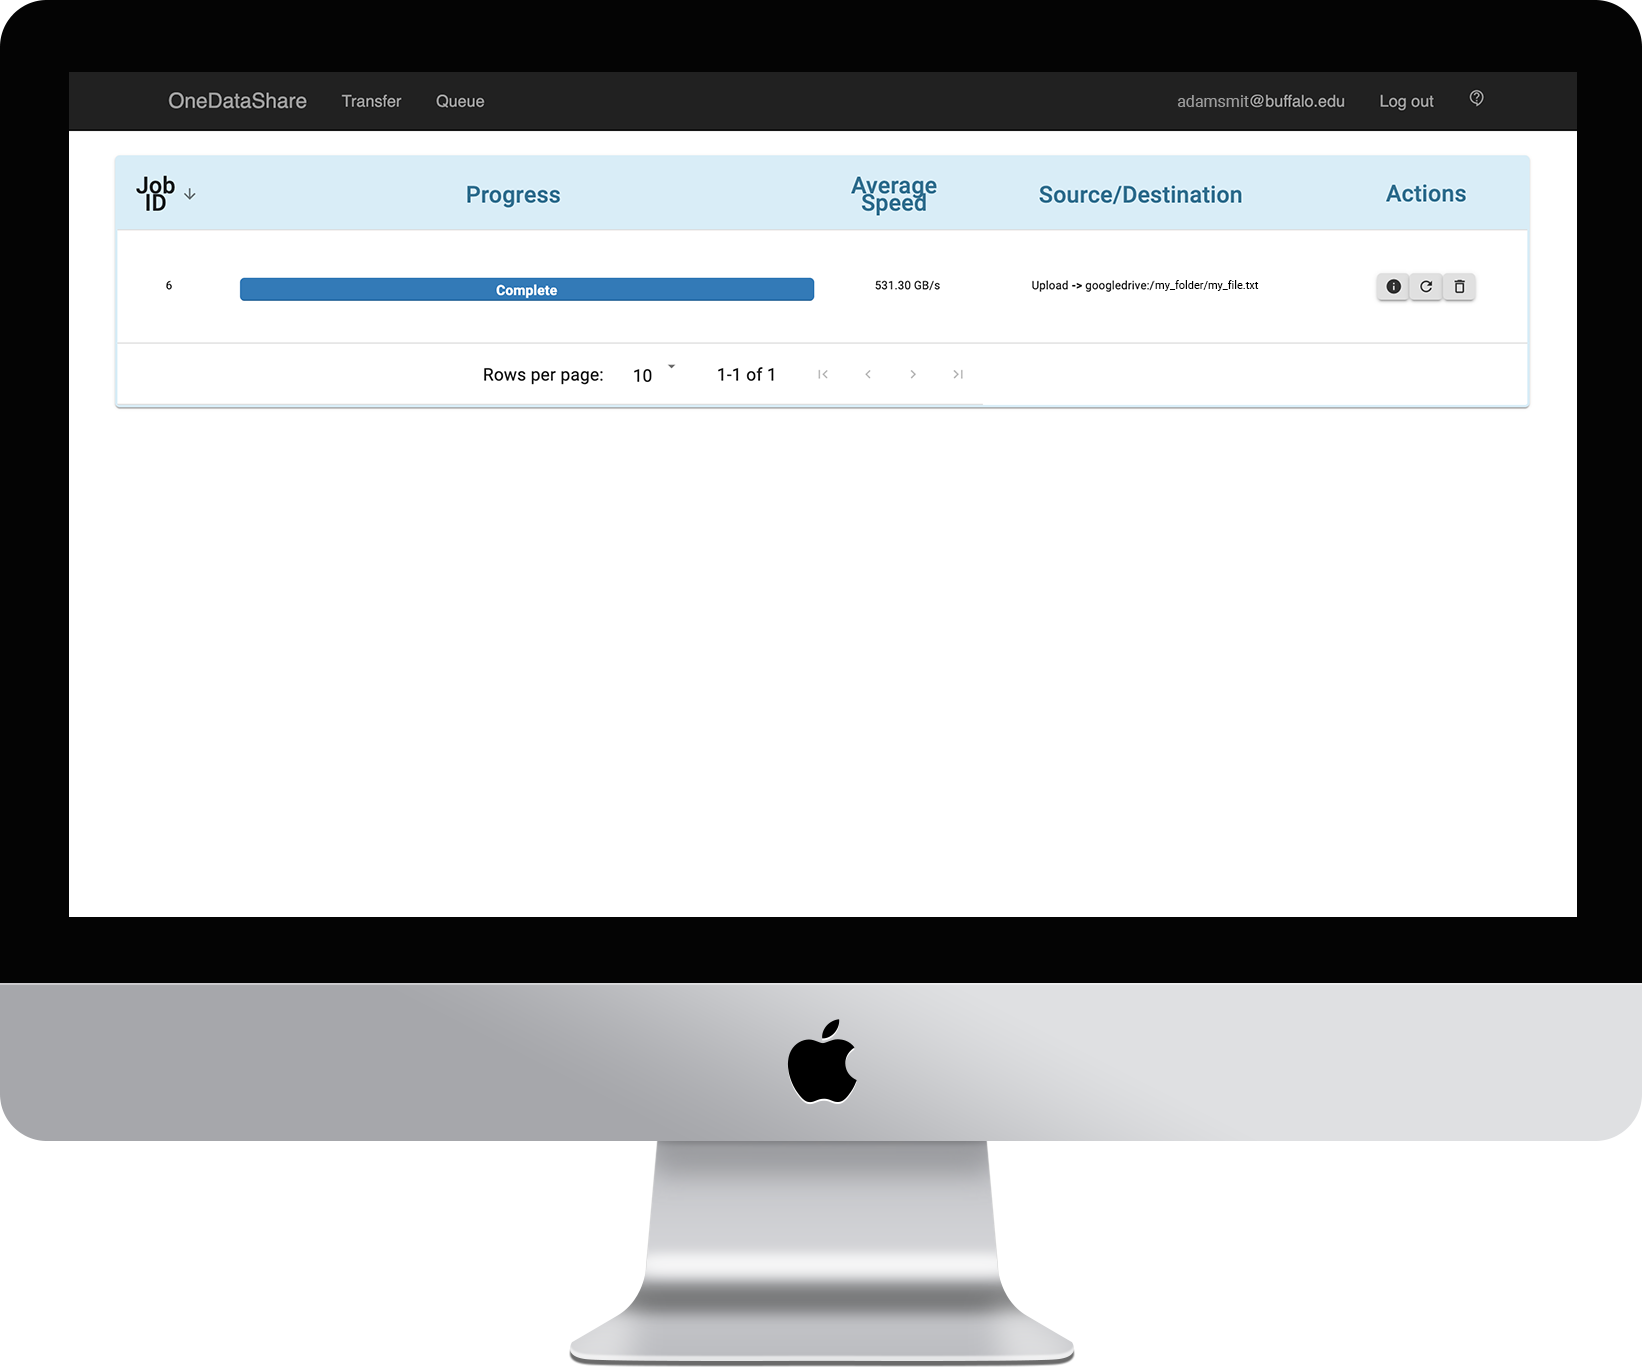 OneDataShare Transfer Queue adamsmit@buffalo.edu Log out
Job ID Progress Average Speed Source/Destination Actions
6 Complete 531.30 GB/s Upload -> googledrive:/my_folder/my_file.txt
Rows per page: 10 1-1 of 1